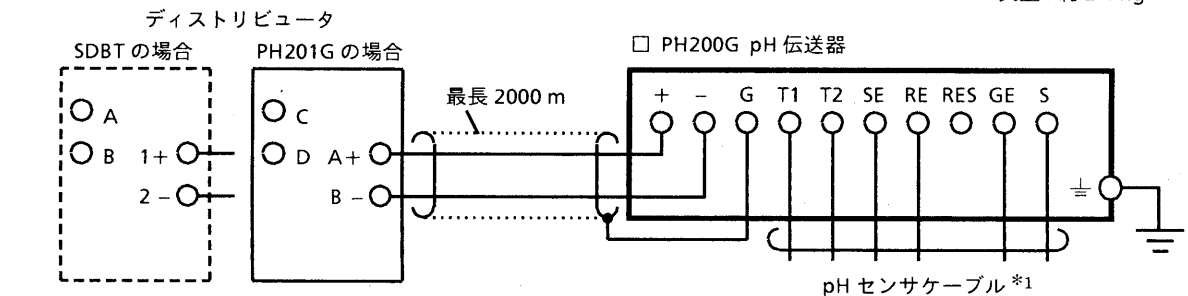 ディストリビュータ
SDBT の場合
PH201G の場合
□ PH200G pH 伝送器
最長 2000 m
+ − G T1 T2 SE RE RES GE S
A
B 1+
2 −
C
D A+
B −
pH センサケーブル *1